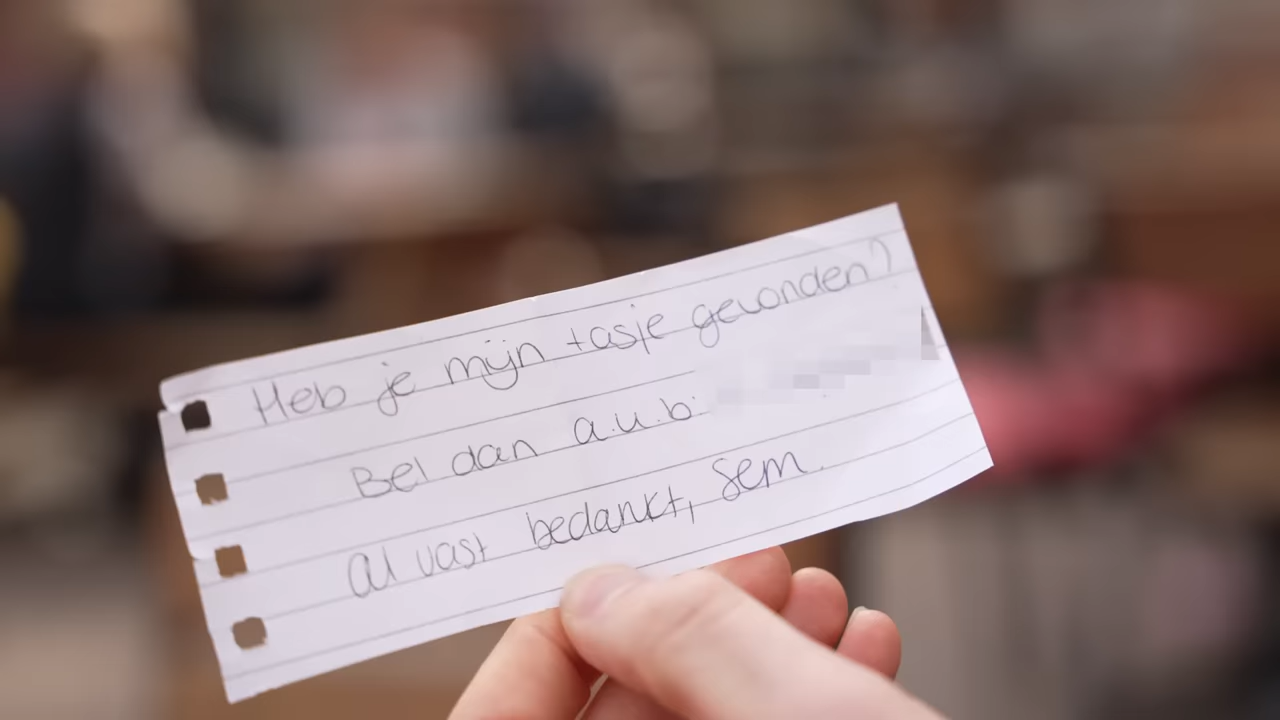 Heb je mijn tasje gevonden?
Bel dan a.u.b.
Al vast bedankt, Sem.